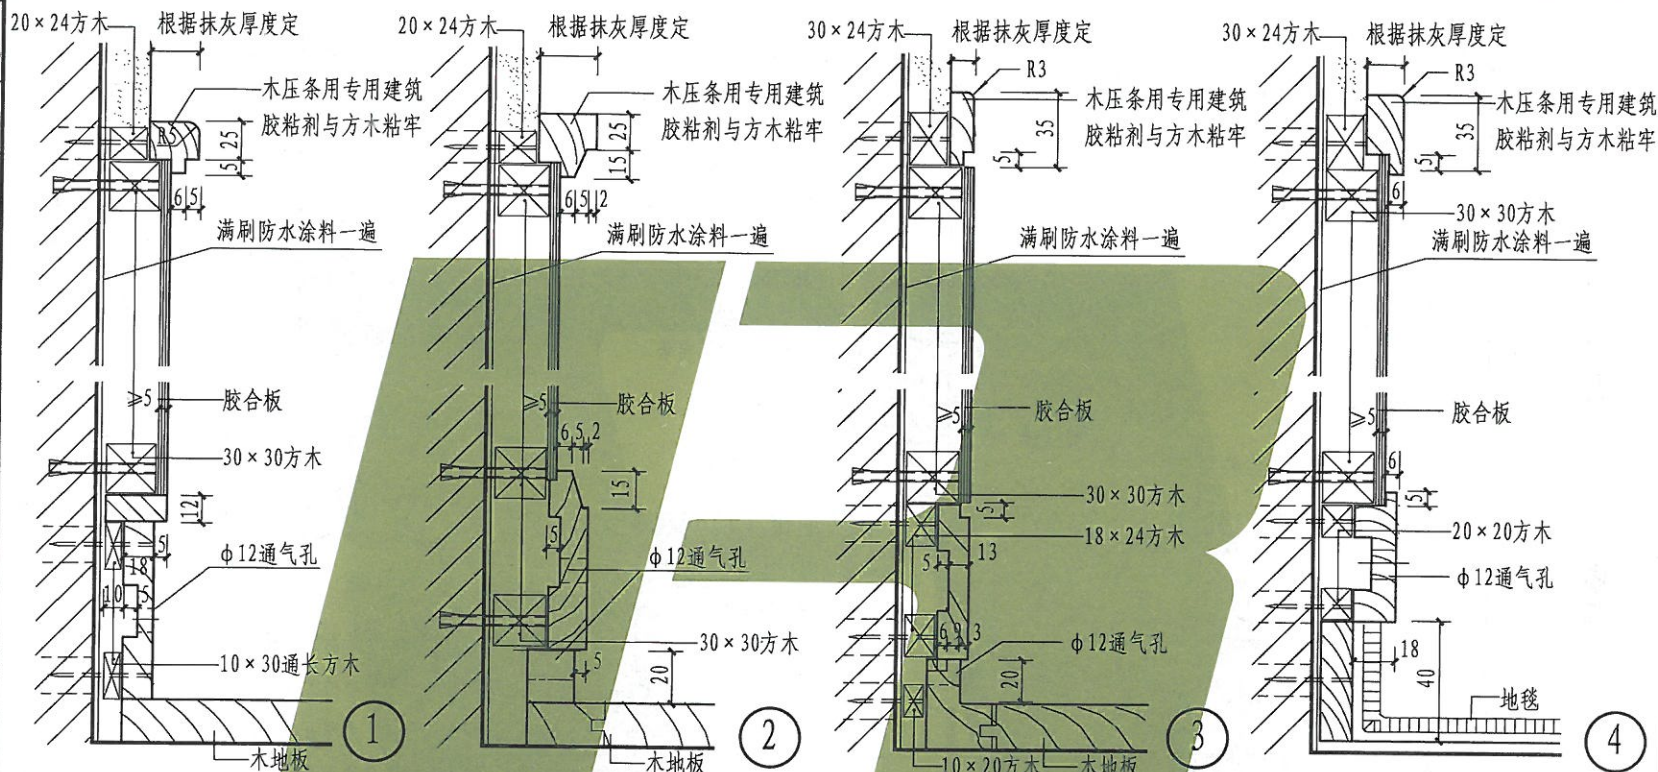 20×24方木
根据抹灰厚度定
木压条用专用建筑
胶粘剂与方木粘牢
R5
25
5
6
5
满刷防水涂料一遍
≥5
胶合板
30×30方木
12
5
18
φ12通气孔
10
5
10×30通长方木
木地板
1
20×24方木
根据抹灰厚度定
木压条用专用建筑
胶粘剂与方木粘牢
25
15
6
5
2
满刷防水涂料一遍
≥5
胶合板
6
5
2
15
5
φ12通气孔
30×30方木
5
20
木地板
2
30×24方木
根据抹灰厚度定
R3
木压条用专用建筑
胶粘剂与方木粘牢
35
5
满刷防水涂料一遍
≥5
胶合板
30×30方木
5
18×24方木
13
5
6
3
φ12通气孔
20
10×20方木
木地板
3
30×24方木
根据抹灰厚度定
R3
木压条用专用建筑
胶粘剂与方木粘牢
35
5
6
30×30方木
满刷防水涂料一遍
≥5
胶合板
6
5
20×20方木
φ12通气孔
18
40
地毯
4